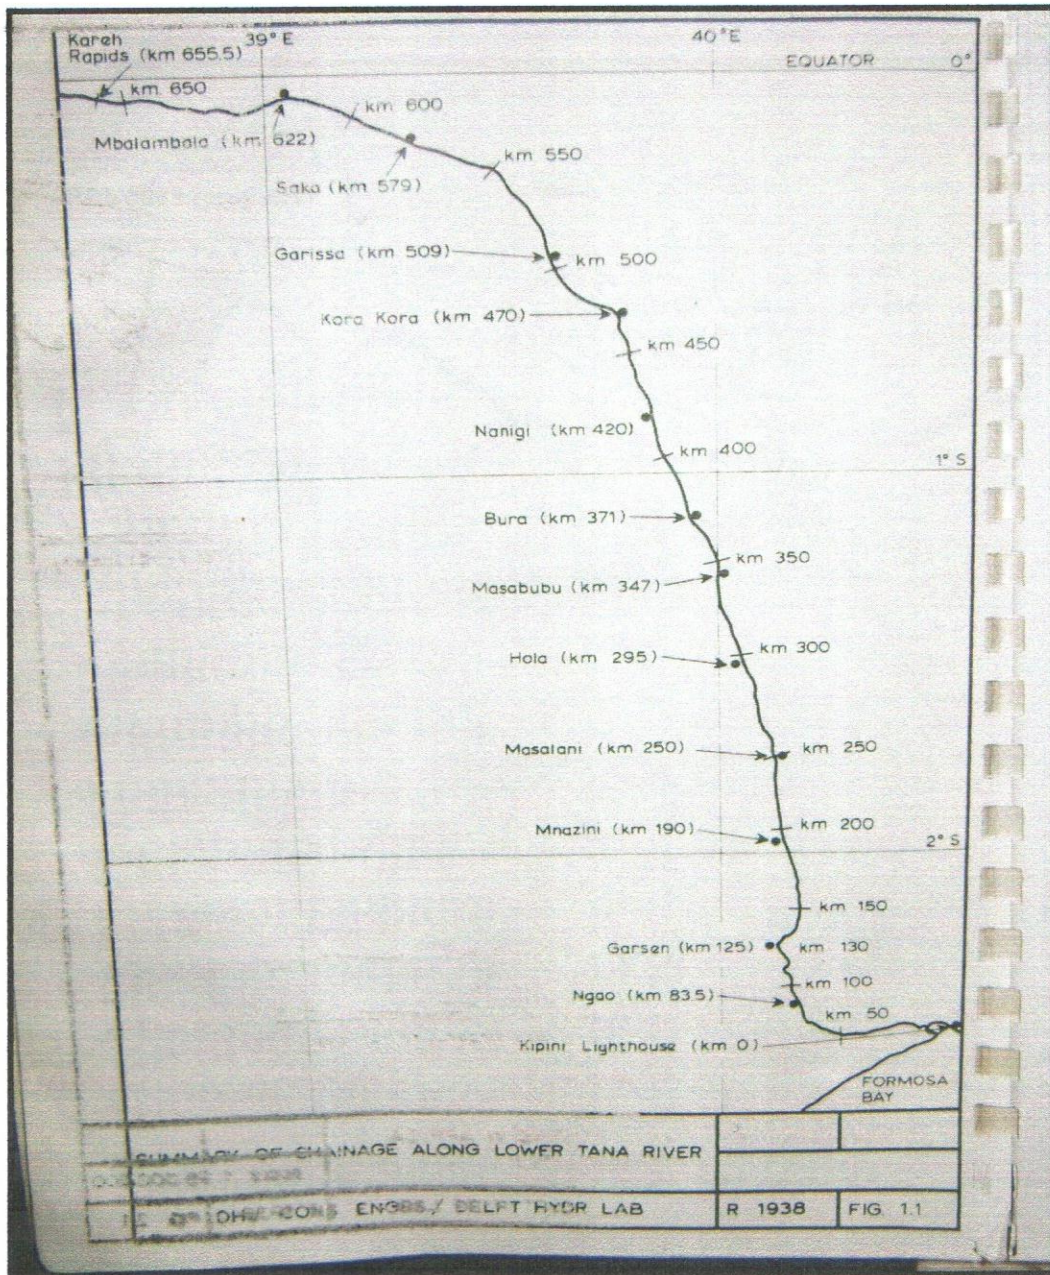 Kareh
Rapids (km 655.5)
39° E
40° E
EQUATOR 0°
km 650
km 600
Mbalambala (km 622)
km 550
Saka (km 579)
Garissa (km 509)
km 500
Kora Kora (km 470)
km 450
Nanigi (km 420)
km 400
1° S
Bura (km 371)
km 350
Masabubu (km 347)
km 300
Hola (km 295)
Masalani (km 250)
km 250
Mnazini (km 190)
km 200
2° S
km 150
Garsen (km 125)
km 130
km 100
Ngao (km 83.5)
km 50
Kipini Lighthouse (km 0)
FORMOSA
BAY
SUMMARY OF CHAINAGE ALONG LOWER TANA RIVER
CONS ENGRS / DELFT HYDR LAB
R 1938
FIG. 1.1